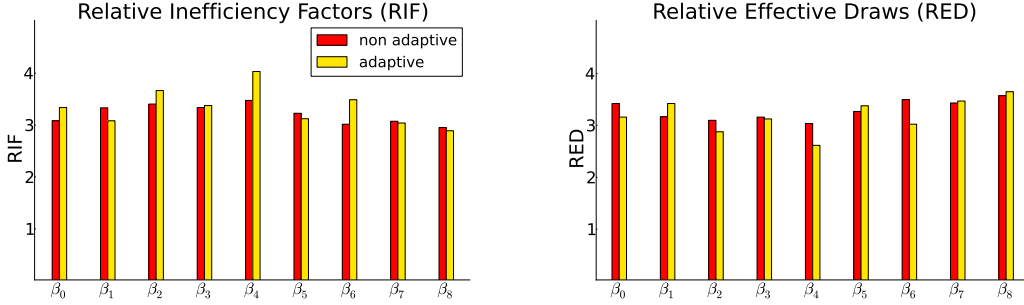 Relative Inefficiency Factors (RIF)
non adaptive
adaptive
RIF
4
3
2
1
β₀ β₁ β₂ β₃ β₄ β₅ β₆ β₇ β₈
Relative Effective Draws (RED)
RED
4
3
2
1
β₀ β₁ β₂ β₃ β₄ β₅ β₆ β₇ β₈